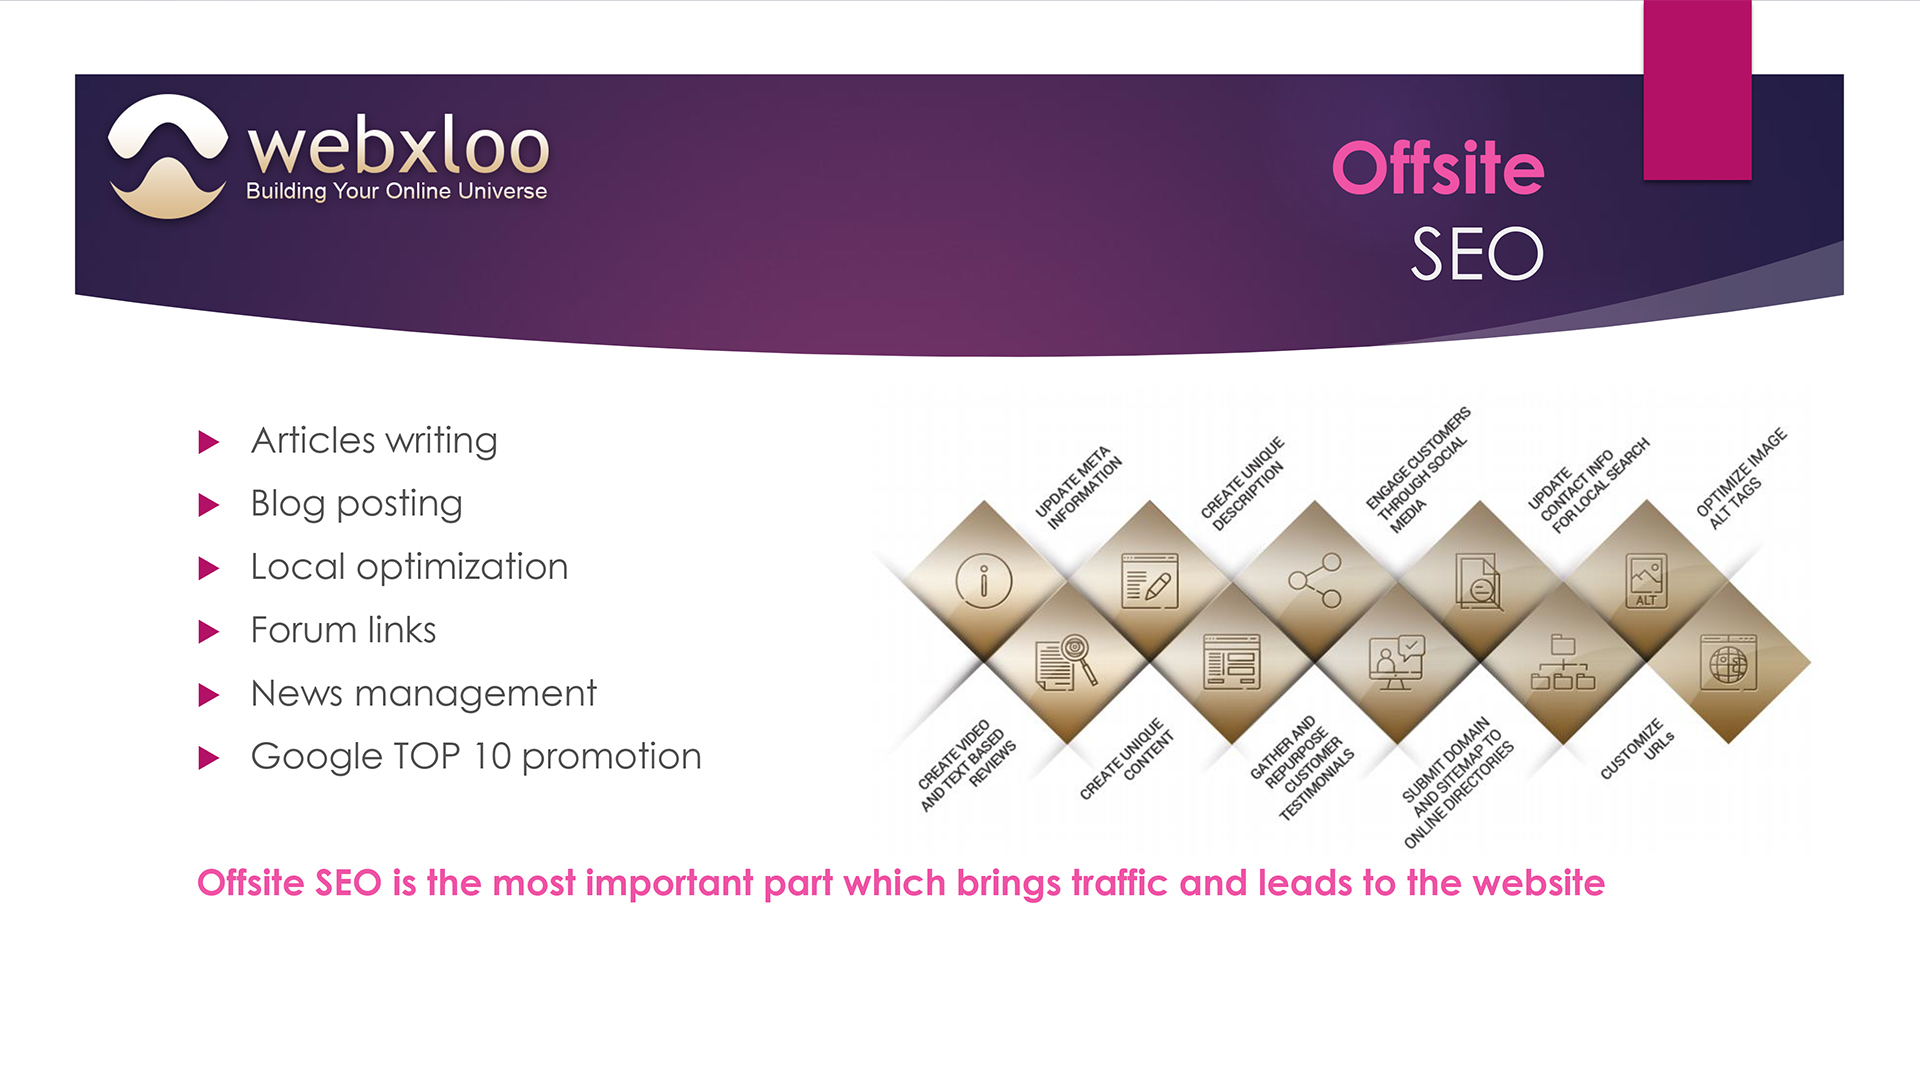 webxloo
Building Your Online Universe
Offsite
SEO
Articles writing
Blog posting
Local optimization
Forum links
News management
Google TOP 10 promotion
UPDATE META
INFORMATION
CREATE UNIQUE
DESCRIPTION
ENGAGE CUSTOMERS
THROUGH SOCIAL
MEDIA
UPDATE
CONTACT INFO
FOR LOCAL SEARCH
OPTIMIZE IMAGE
ALT TAGS
ALT
CREATE VIDEO
AND TEXT BASED
REVIEWS
CREATE UNIQUE
CONTENT
GATHER AND
REPURPOSE
CUSTOMER
TESTIMONIALS
SUBMIT DOMAIN
AND SITEMAP TO
ONLINE DIRECTORIES
CUSTOMIZE
URLs
Offsite SEO is the most important part which brings traffic and leads to the website